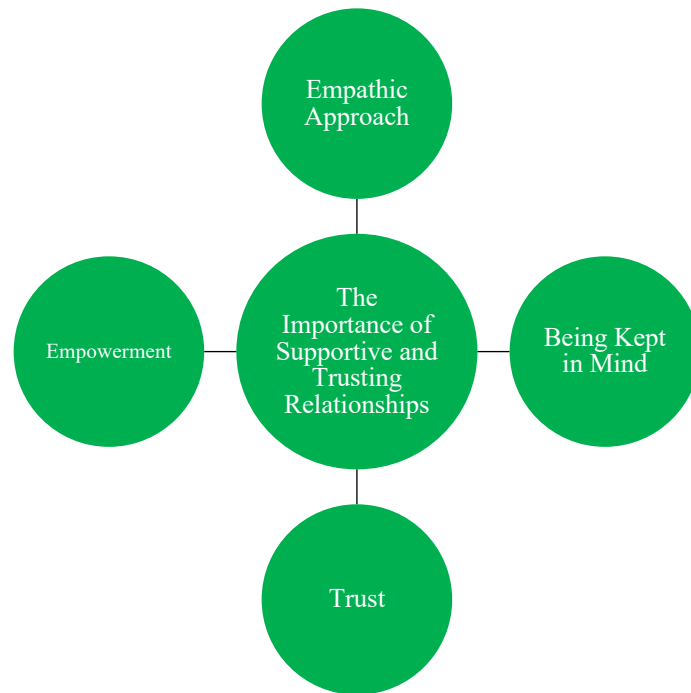 Empathic
Approach
The
Importance of
Supportive and
Trusting
Relationships
Empowerment
Being Kept
in Mind
Trust